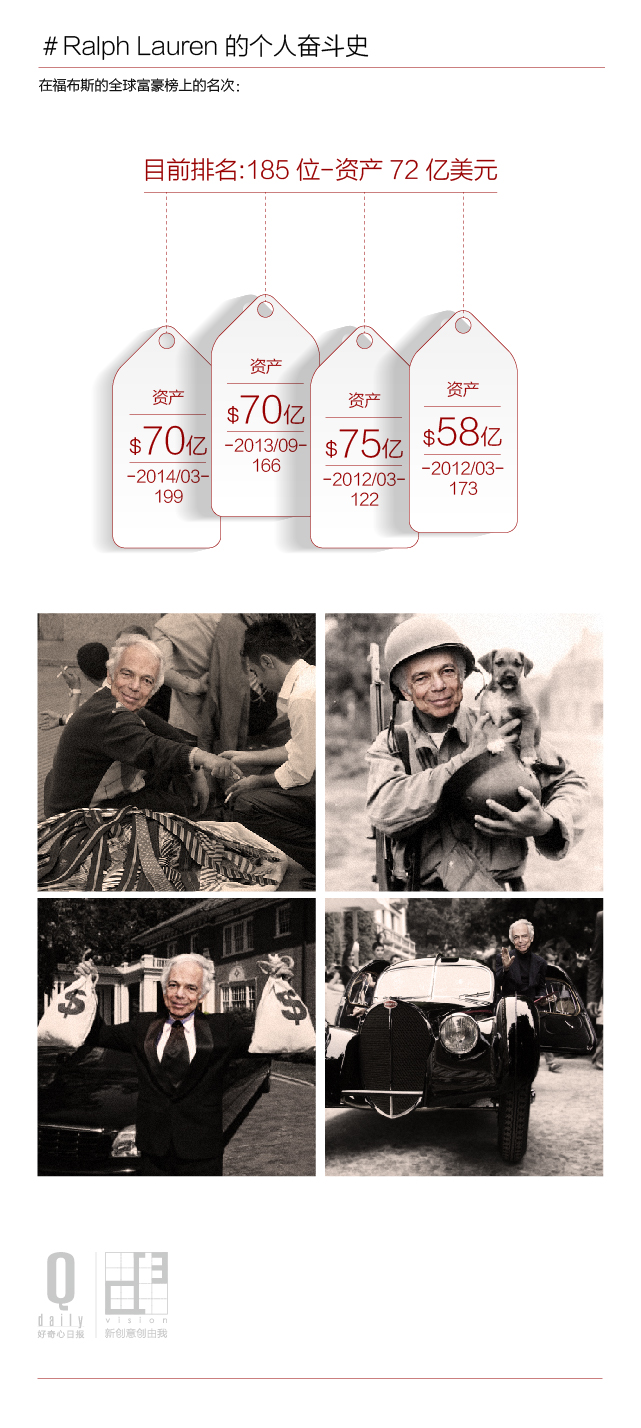 #Ralph Lauren 的个人奋斗史
在福布斯的全球富豪榜上的名次:
目前排名:185 位-资产 72 亿美元
资产
$70亿
-2014/03-
199
资产
$70亿
-2013/09-
166
资产
$75亿
-2012/03-
122
资产
$58亿
-2012/03-
173
$
$
Q
daily
好奇心日报
vision
新创意创由我